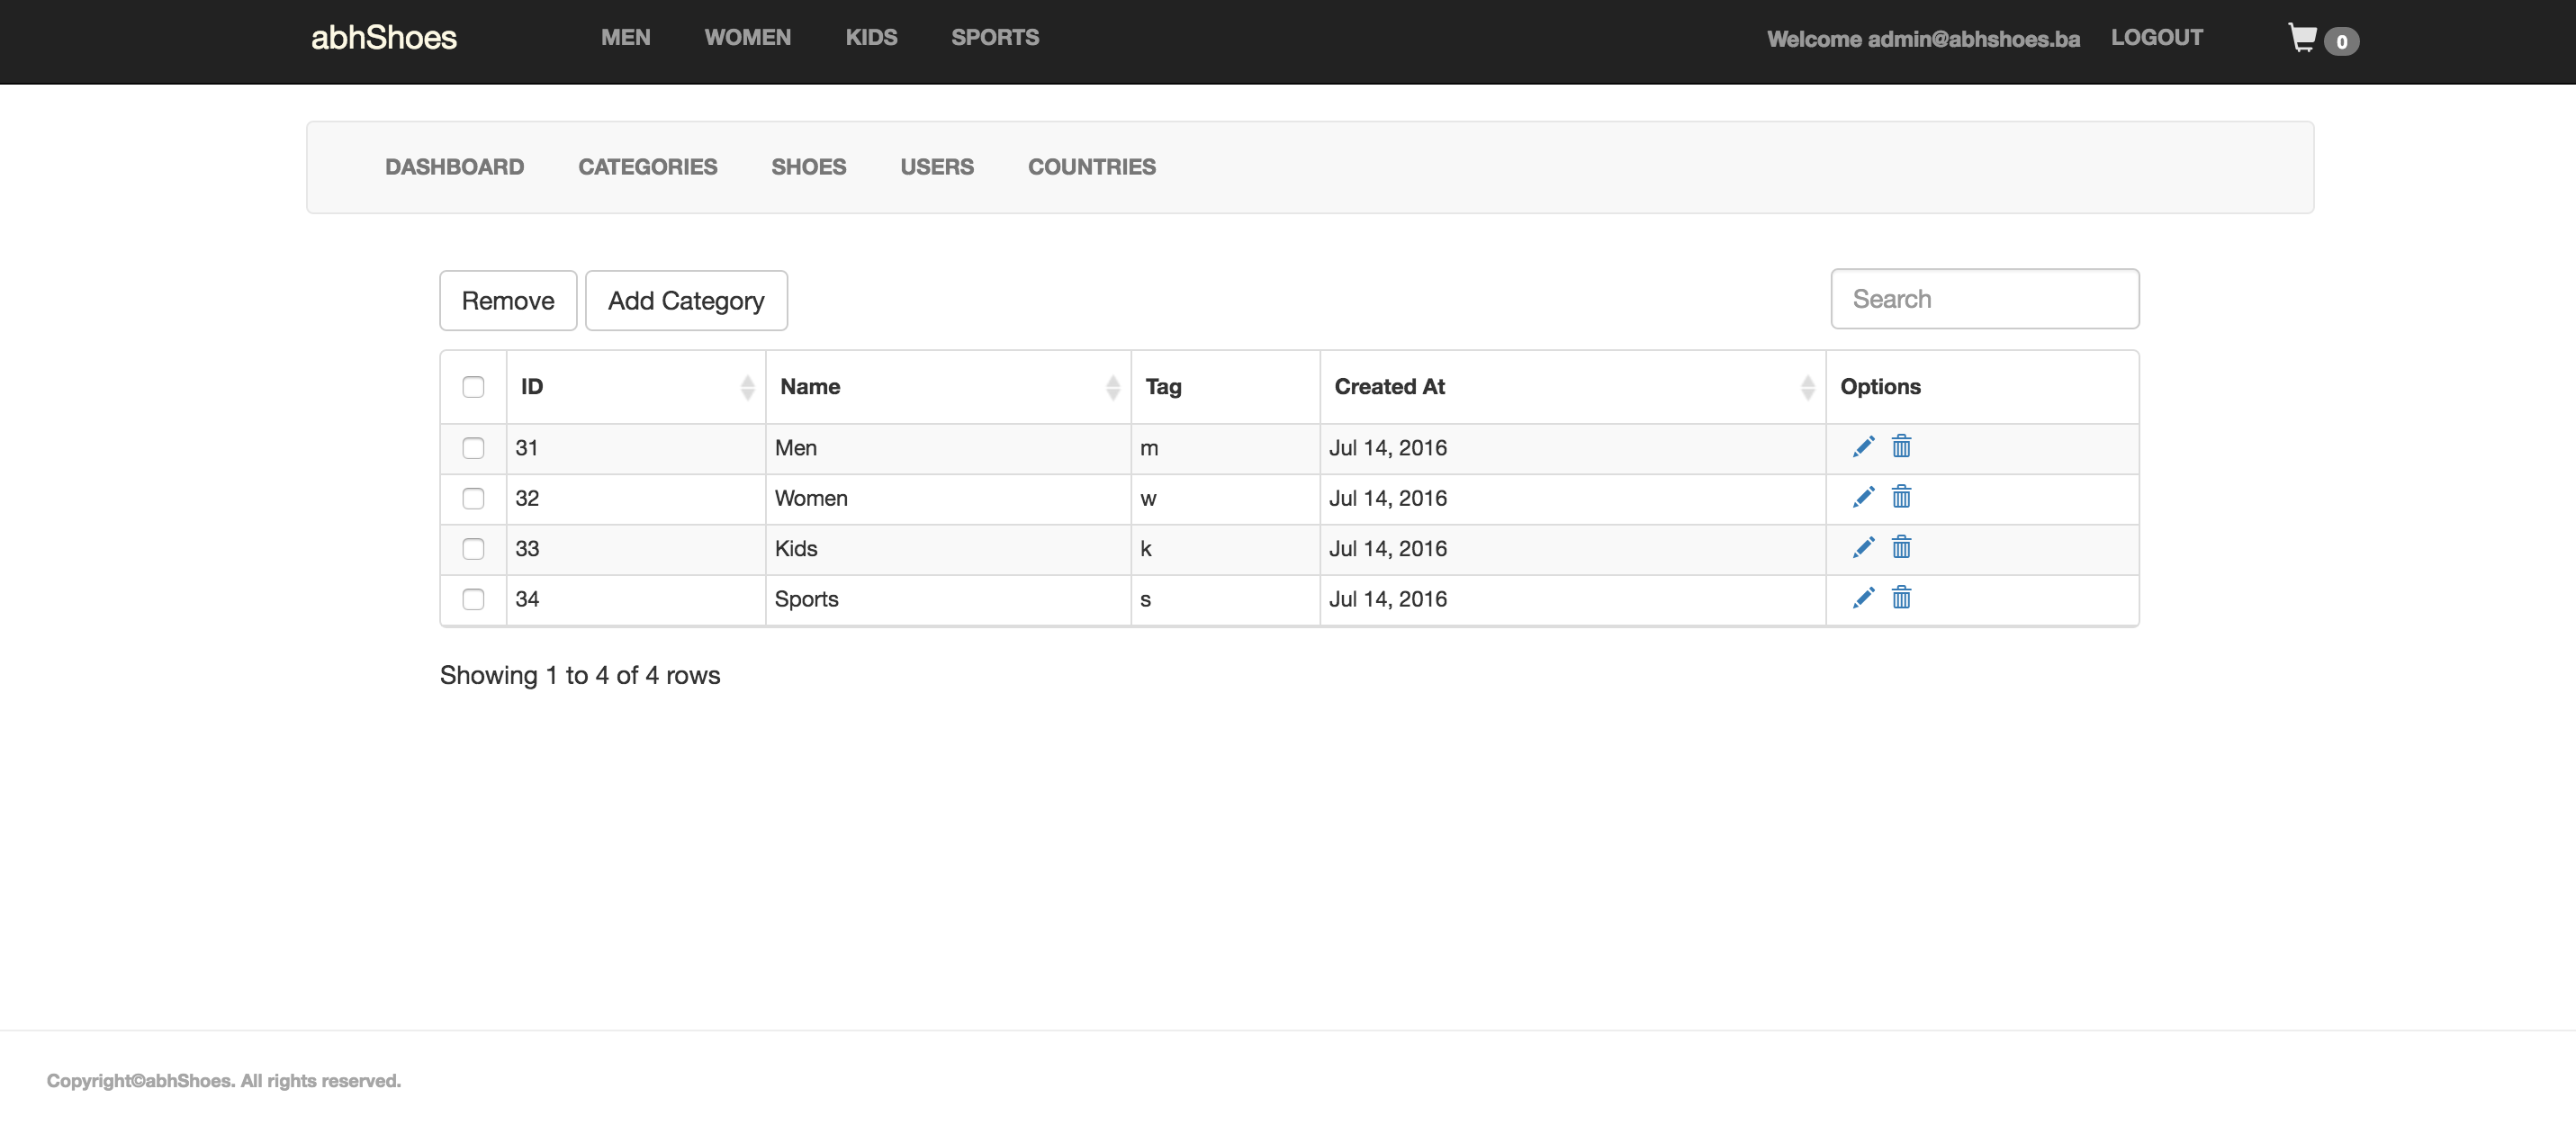 abhShoes MEN WOMEN KIDS SPORTS Welcome admin@abhshoes.ba LOGOUT 0
DASHBOARD CATEGORIES SHOES USERS COUNTRIES
Remove Add Category Search
ID Name Tag Created At Options
31 Men m Jul 14, 2016
32 Women w Jul 14, 2016
33 Kids k Jul 14, 2016
34 Sports s Jul 14, 2016
Showing 1 to 4 of 4 rows
Copyright©abhShoes. All rights reserved.